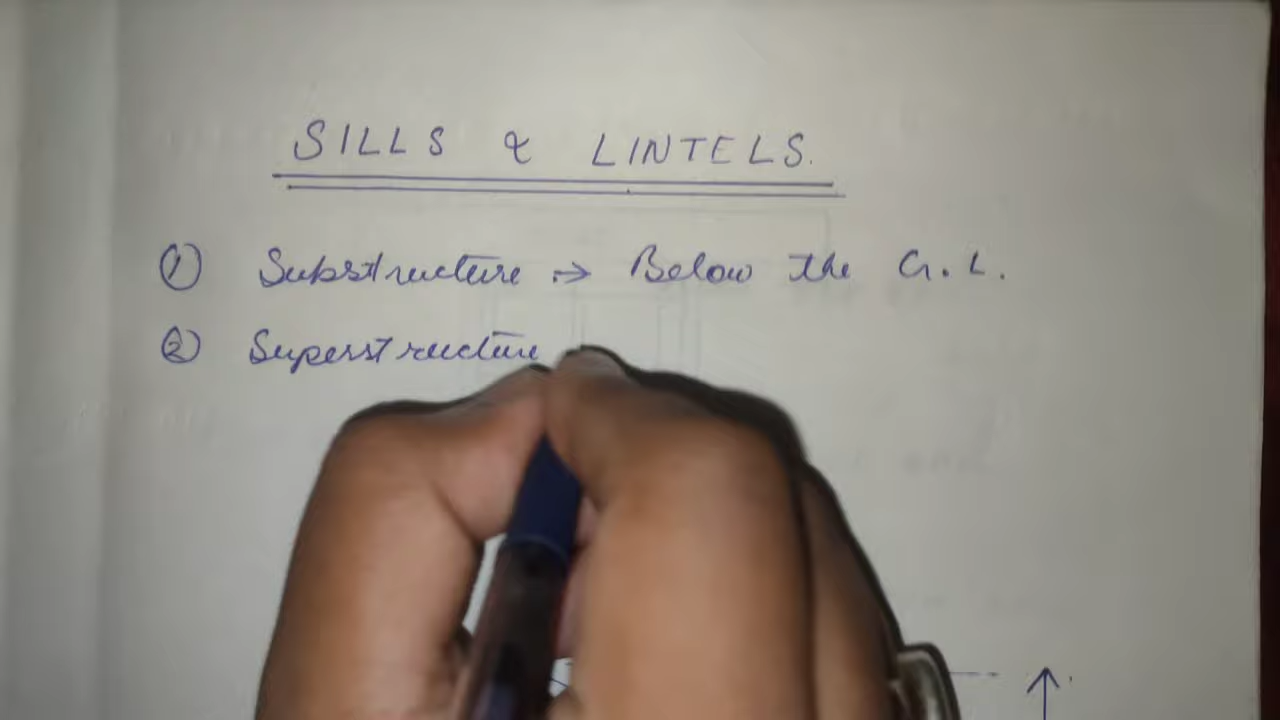 SILLS & LINTELS.
① Substructure → Below the G.L.
② Superstructure